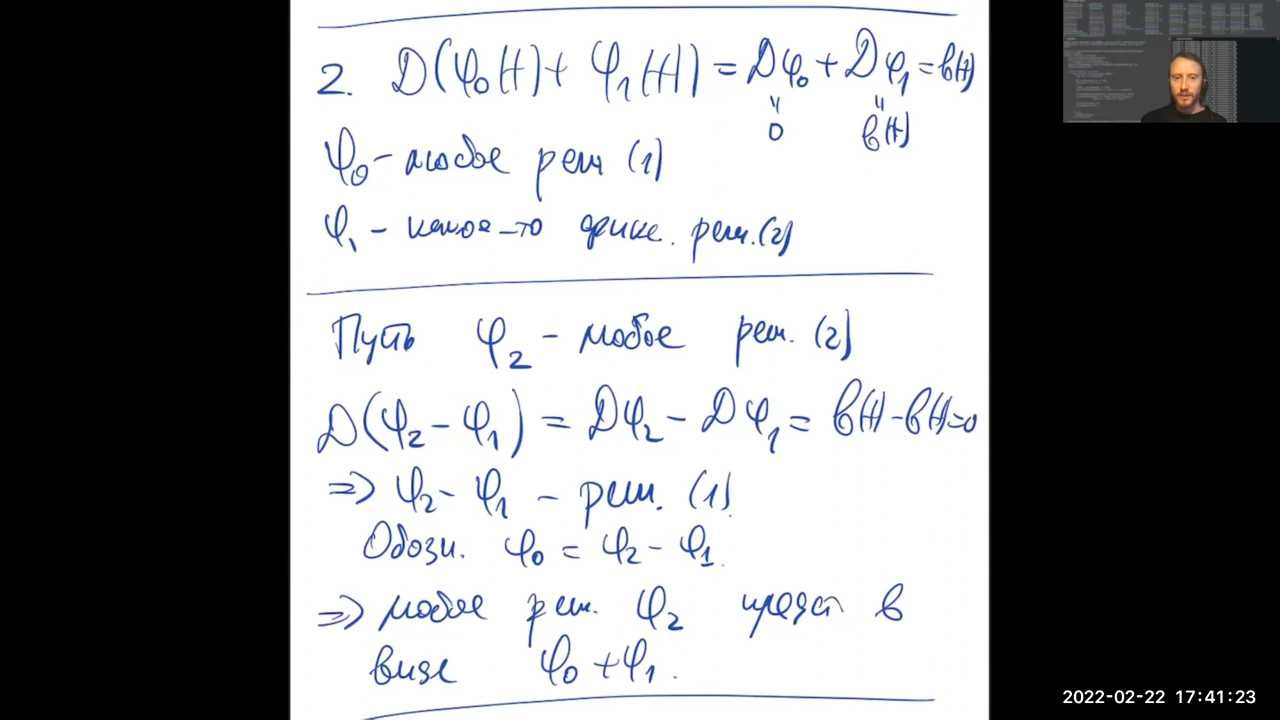 2. D(φ₀(t) + φ₁(t)) = Dφ₀ + Dφ₁ = b(t)
" "
0 b(t)
φ₀ - любое реш (1)
φ₁ - какое-то фикс. реш. (2)
Пусть φ₂ - любое реш. (2)
D(φ₂ - φ₁) = Dφ₂ - Dφ₁ = b(t) - b(t) = 0
⇒ φ₂ - φ₁ - реш. (1).
Обозн. φ₀ = φ₂ - φ₁.
⇒ любое реш. φ₂ предст в
виде φ₀ + φ₁.
2022-02-22 17:41:23